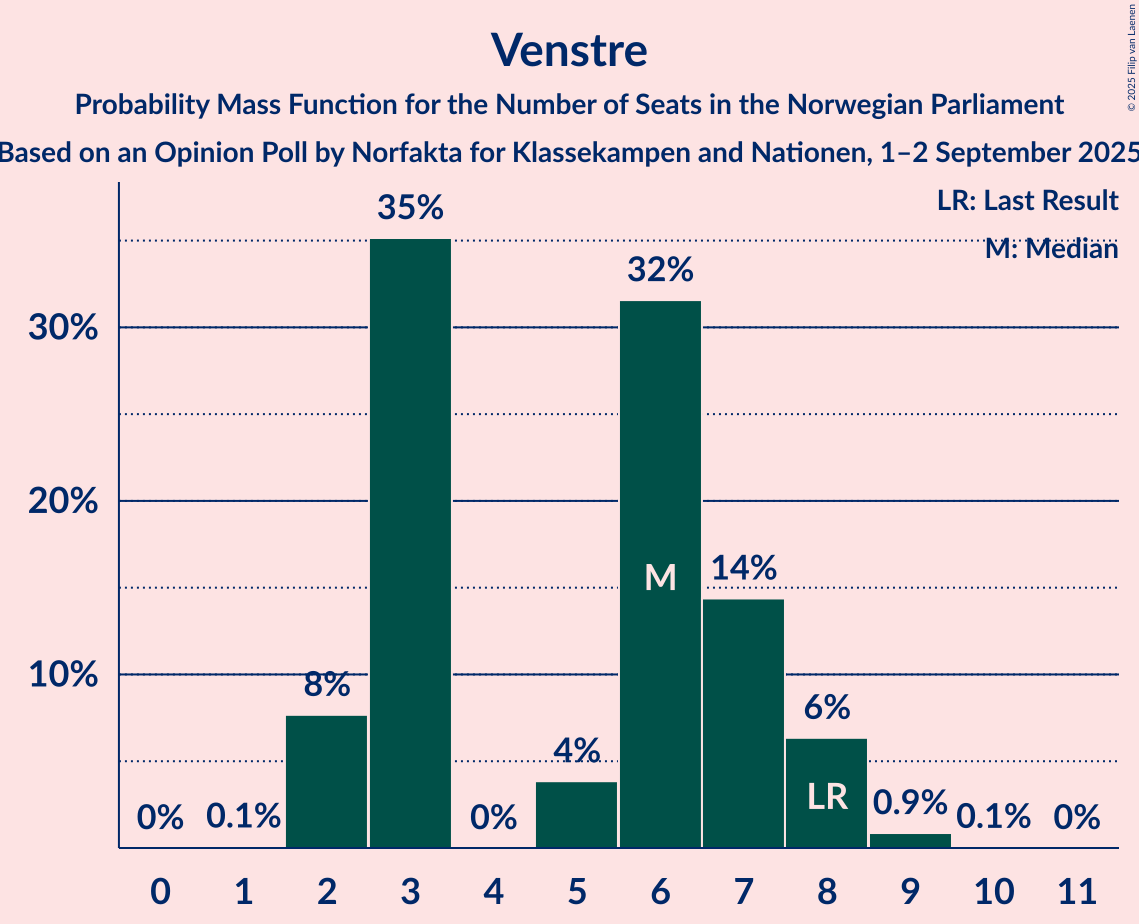 Venstre
Probability Mass Function for the Number of Seats in the Norwegian Parliament
Based on an Opinion Poll by Norfakta for Klassekampen and Nationen, 1–2 September 2025
© 2025 Filip van Laenen
LR: Last Result
M: Median
30%
20%
10%
0%
0.1%
8%
35%
0%
4%
32%
14%
6%
0.9%
0.1%
0%
M
LR
0 1 2 3 4 5 6 7 8 9 10 11